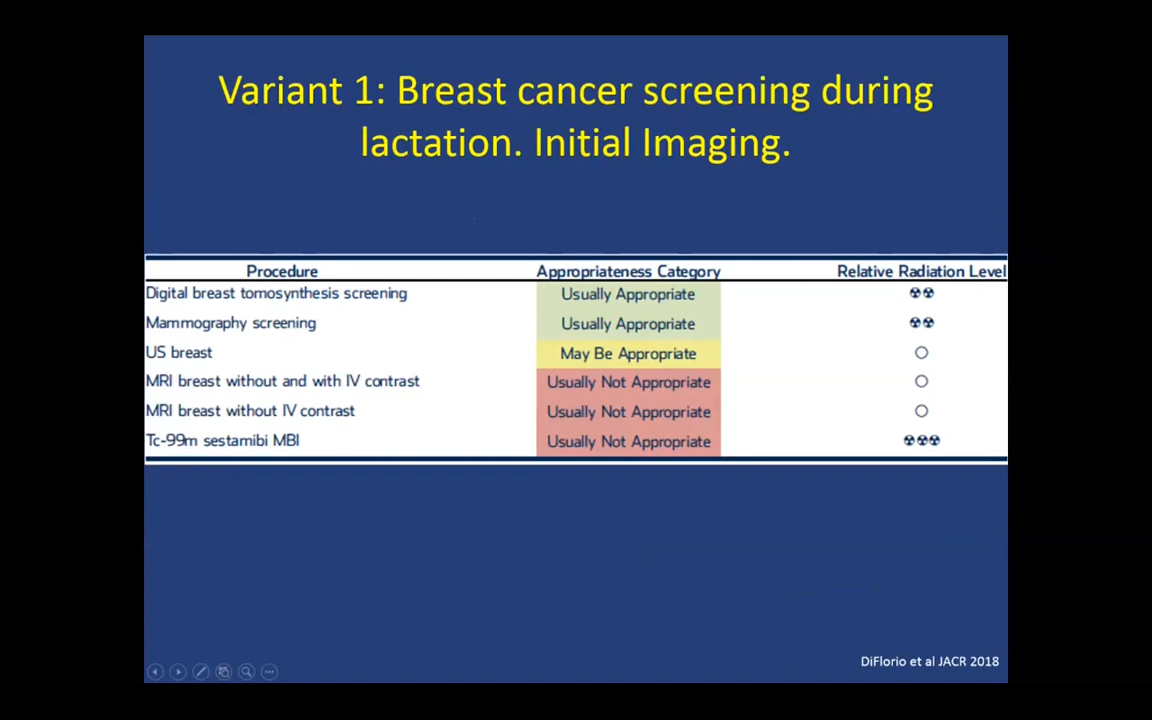 Variant 1: Breast cancer screening during
lactation. Initial Imaging.
Procedure Appropriateness Category Relative Radiation Level
Digital breast tomosynthesis screening Usually Appropriate ☢☢
Mammography screening Usually Appropriate ☢☢
US breast May Be Appropriate O
MRI breast without and with IV contrast Usually Not Appropriate O
MRI breast without IV contrast Usually Not Appropriate O
Tc-99m sestamibi MBI Usually Not Appropriate ☢☢☢
DiFlorio et al JACR 2018